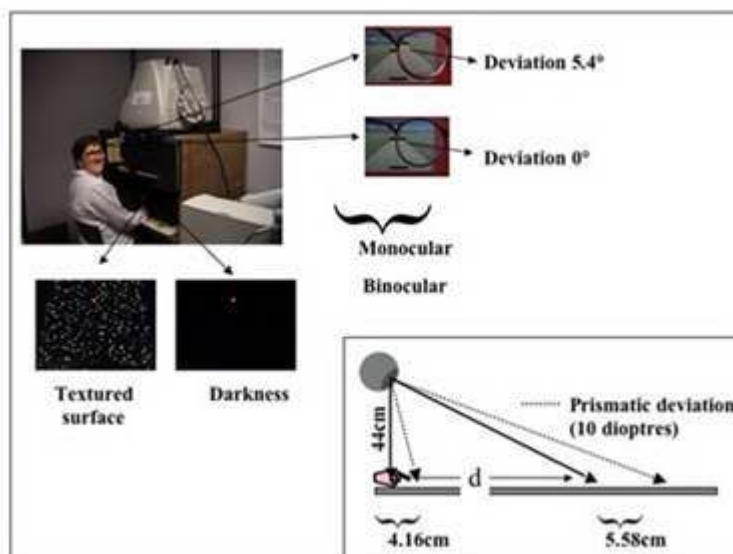 Deviation 5.4°
Deviation 0°
Monocular
Binocular
Textured
surface
Darkness
44cm
Prismatic deviation
(10 dioptres)
d
4.16cm
5.58cm